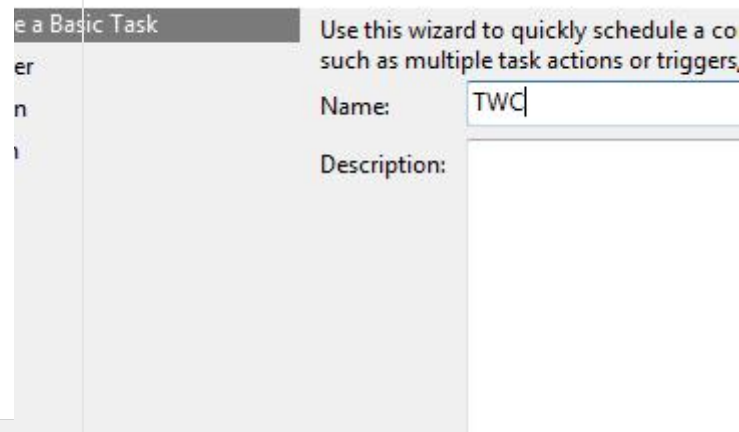 e a Basic Task
Use this wizard to quickly schedule a co
such as multiple task actions or triggers,
er
Name: TWC
n
Description: